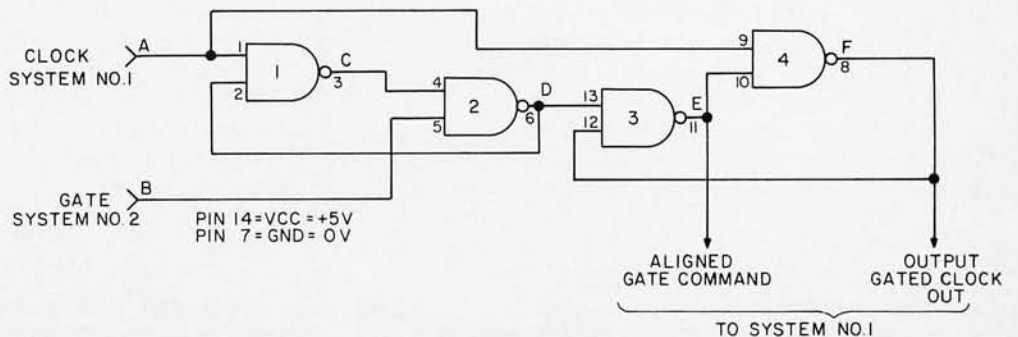 CLOCK
SYSTEM NO.1
A
1
2
1
C
3
4
5
2
D
6
13
12
3
E
11
9
10
4
F
8
GATE
SYSTEM NO.2
B
PIN 14=VCC=+5V
PIN 7=GND=0V
ALIGNED
GATE COMMAND
OUTPUT
GATED CLOCK
OUT
TO SYSTEM NO.1